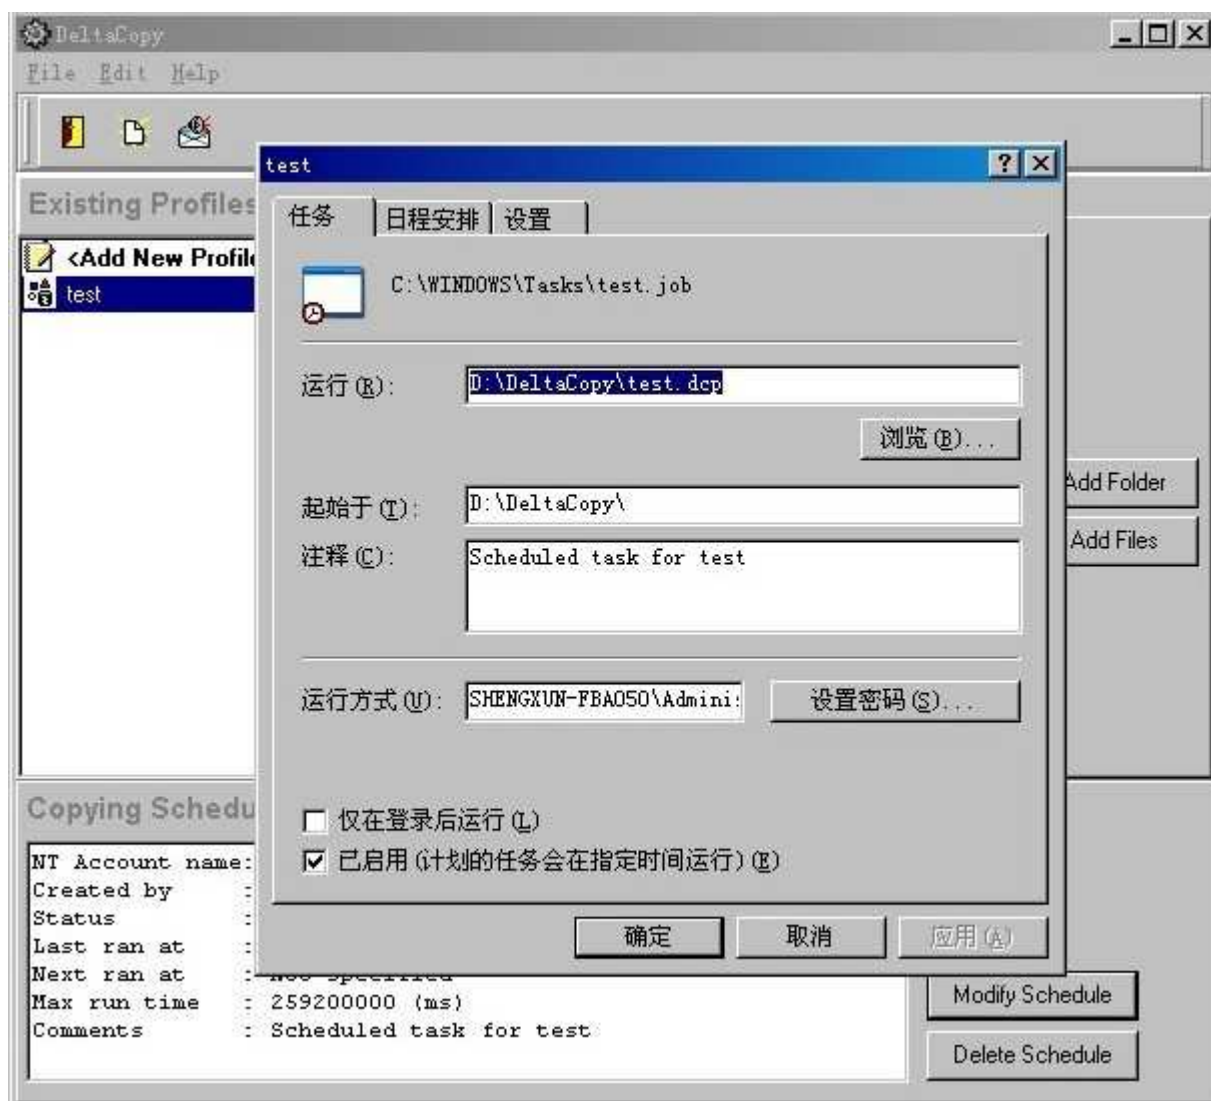 DeltaCopy
File Edit Help
test
Existing Profiles
任务 日程安排 设置
<Add New Profile
test
C:\WINDOWS\Tasks\test.job
运行(R): D:\DeltaCopy\test.dcp
浏览(B)...
Add Folder
起始于(T): D:\DeltaCopy\
Add Files
注释(C): Scheduled task for test
运行方式(U): SHENGXUN-FBA050\Admini 设置密码(S)...
Copying Schedu
仅在登录后运行(L)
已启用(计划的任务会在指定时间运行)(E)
NT Account name:
Created by :
Status :
Last ran at :
确定 取消 应用(A)
Next ran at :
Max run time : 259200000 (ms)
Comments : Scheduled task for test
Modify Schedule
Delete Schedule